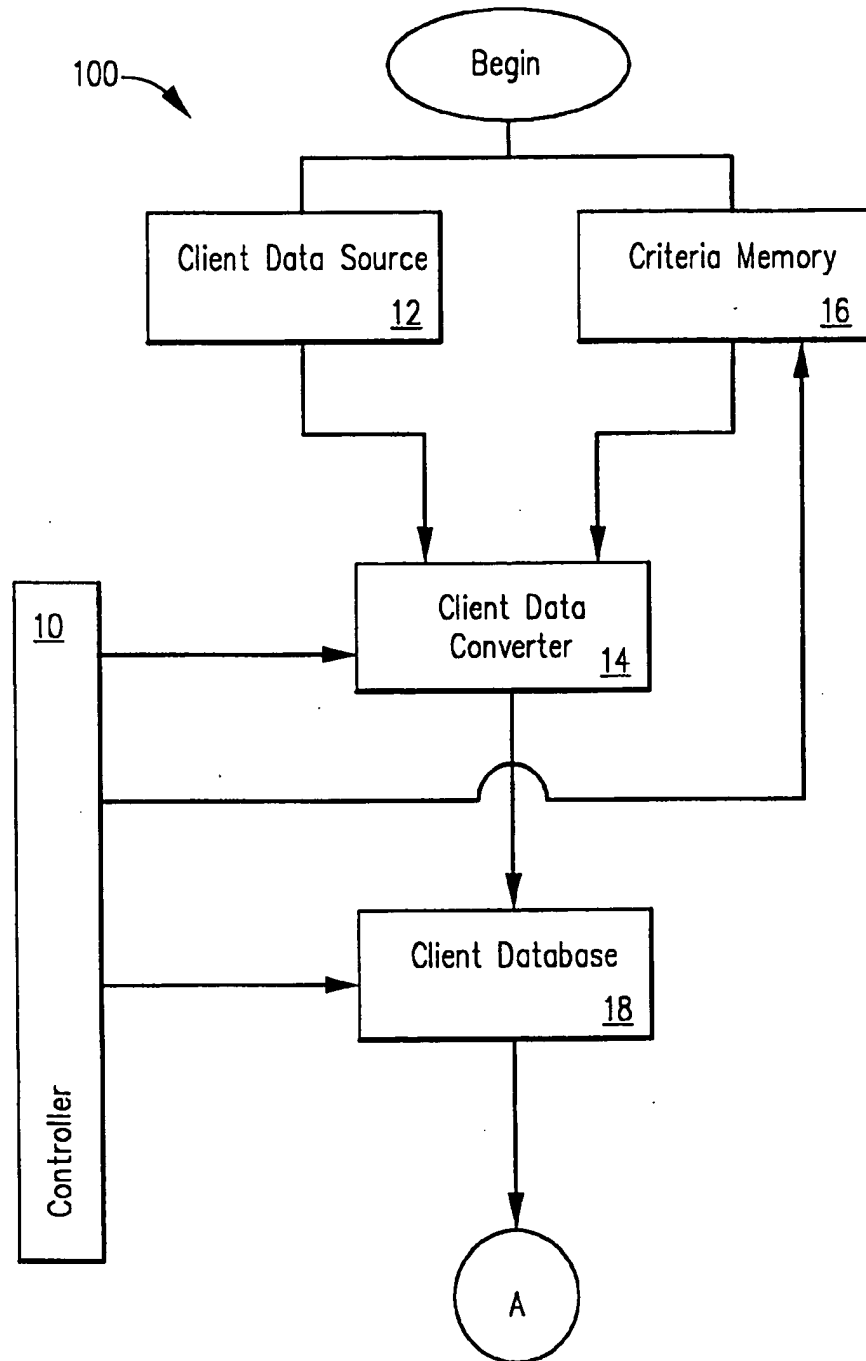 Begin
100
Client Data Source
12
Criteria Memory
16
10
Client Data
Converter
14
Client Database
18
Controller
A